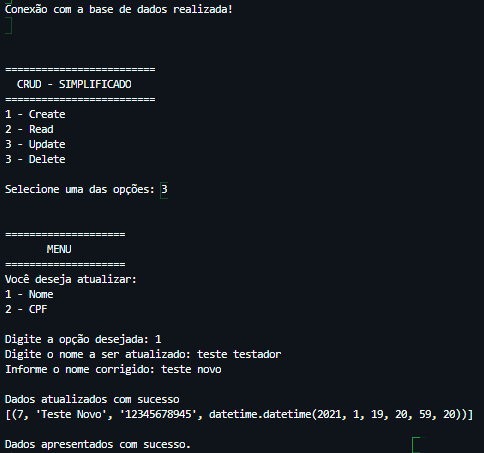 Conexão com a base de dados realizada!
=========================
CRUD - SIMPLIFICADO
=========================
1 - Create
2 - Read
3 - Update
3 - Delete
Selecione uma das opções: 3
====================
MENU
====================
Você deseja atualizar:
1 - Nome
2 - CPF
Digite a opção desejada: 1
Digite o nome a ser atualizado: teste testador
Informe o nome corrigido: teste novo
Dados atualizados com sucesso
[(7, 'Teste Novo', '12345678945', datetime.datetime(2021, 1, 19, 20, 59, 20))]
Dados apresentados com sucesso.